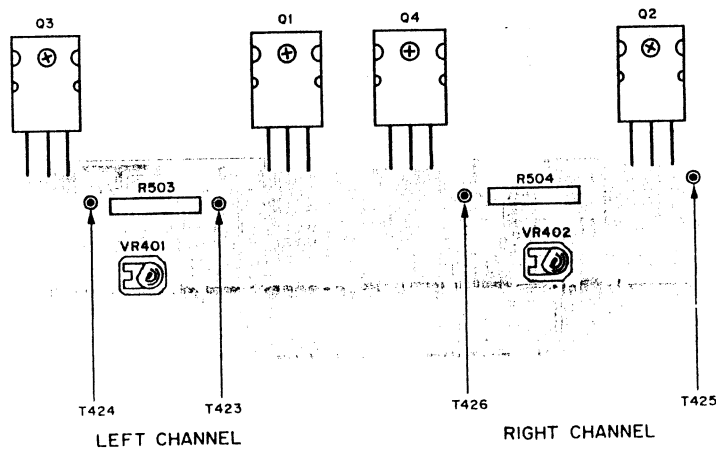 Q3
Q1
Q4
Q2
R503
R504
VR401
VR402
T424
T423
T426
T425
LEFT CHANNEL
RIGHT CHANNEL